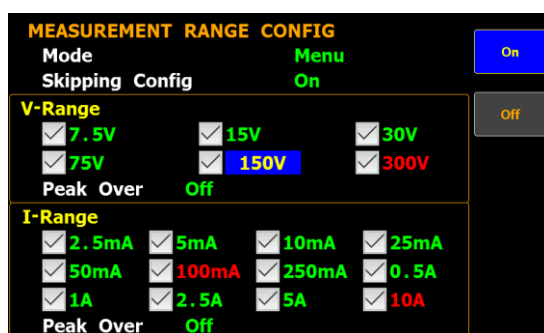 MEASUREMENT RANGE CONFIG
Mode Menu
Skipping Config On
On
Off
V-Range
7.5V 15V 30V
75V 150V 300V
Peak Over Off
I-Range
2.5mA 5mA 10mA 25mA
50mA 100mA 250mA 0.5A
1A 2.5A 5A 10A
Peak Over Off